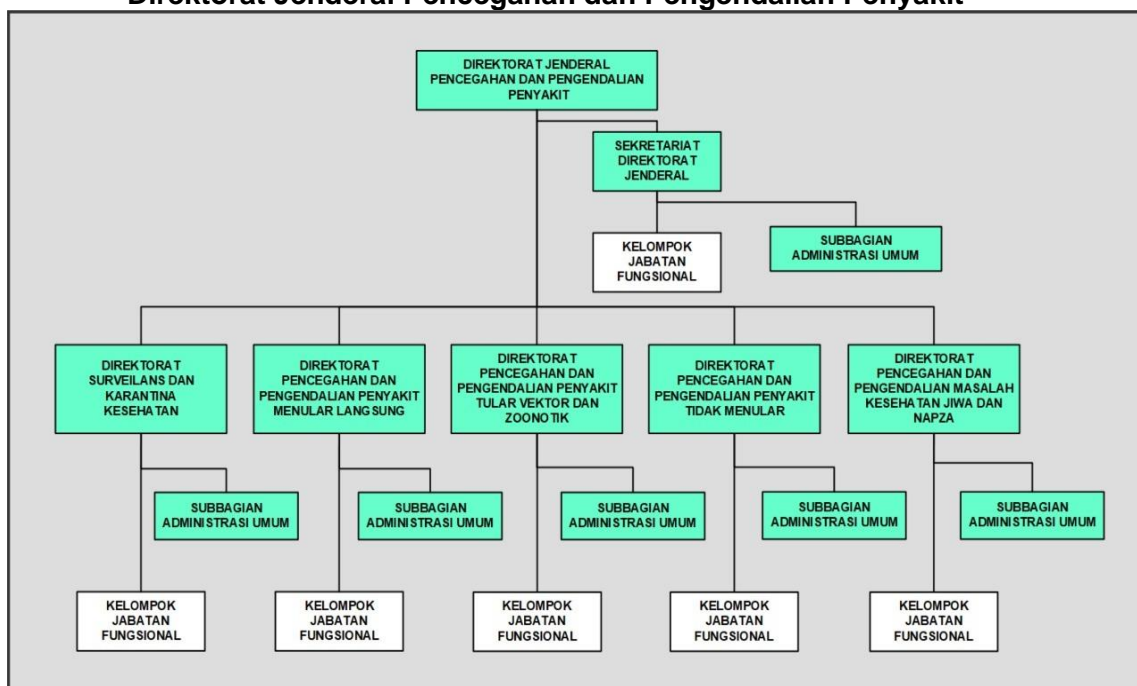 Direktorat Jenderal Pencegahan dan Pengendalian Penyakit
DIREKTORAT JENDERAL
PENCEGAHAN DAN PENGENDALIAN
PENYAKIT
SEKRETARIAT
DIREKTORAT
JENDERAL
KELOMPOK
JABATAN
FUNGSIONAL
SUBBAGIAN
ADMINISTRASI UMUM
DIREKTORAT
SURVEILANS DAN
KARANTINA
KESEHATAN
DIREKTORAT
PENCEGAHAN DAN
PENGENDALIAN PENYAKIT
MENULAR LANGSUNG
DIREKTORAT
PENCEGAHAN DAN
PENGENDALIAN PENYAKIT
TULAR VEKTOR DAN
ZOONOTIK
DIREKTORAT
PENCEGAHAN DAN
PENGENDALIAN PENYAKIT
TIDAK MENULAR
DIREKTORAT
PENCEGAHAN DAN
PENGENDALIAN MASALAH
KESEHATAN JIWA DAN
NAPZA
SUBBAGIAN
ADMINISTRASI UMUM
SUBBAGIAN
ADMINISTRASI UMUM
SUBBAGIAN
ADMINISTRASI UMUM
SUBBAGIAN
ADMINISTRASI UMUM
SUBBAGIAN
ADMINISTRASI UMUM
KELOMPOK
JABATAN
FUNGSIONAL
KELOMPOK
JABATAN
FUNGSIONAL
KELOMPOK
JABATAN
FUNGSIONAL
KELOMPOK
JABATAN
FUNGSIONAL
KELOMPOK
JABATAN
FUNGSIONAL